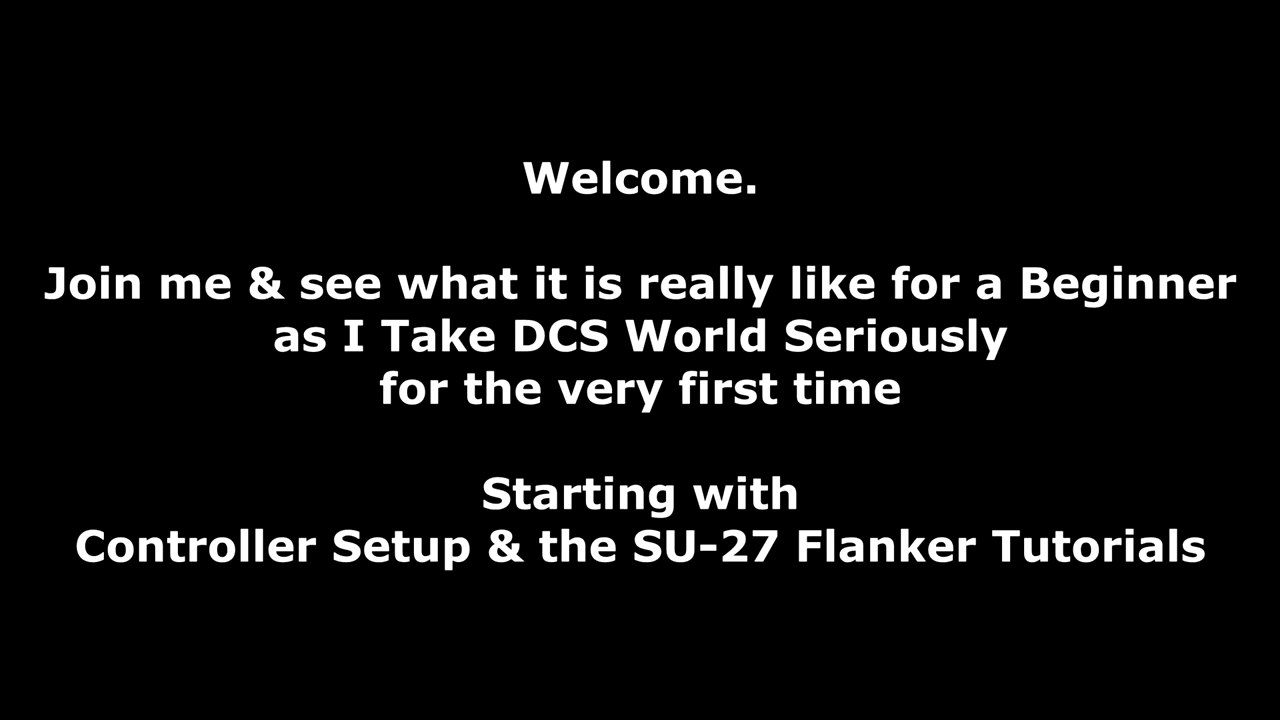 Welcome.
Join me & see what it is really like for a Beginner
as I Take DCS World Seriously
for the very first time
Starting with
Controller Setup & the SU-27 Flanker Tutorials